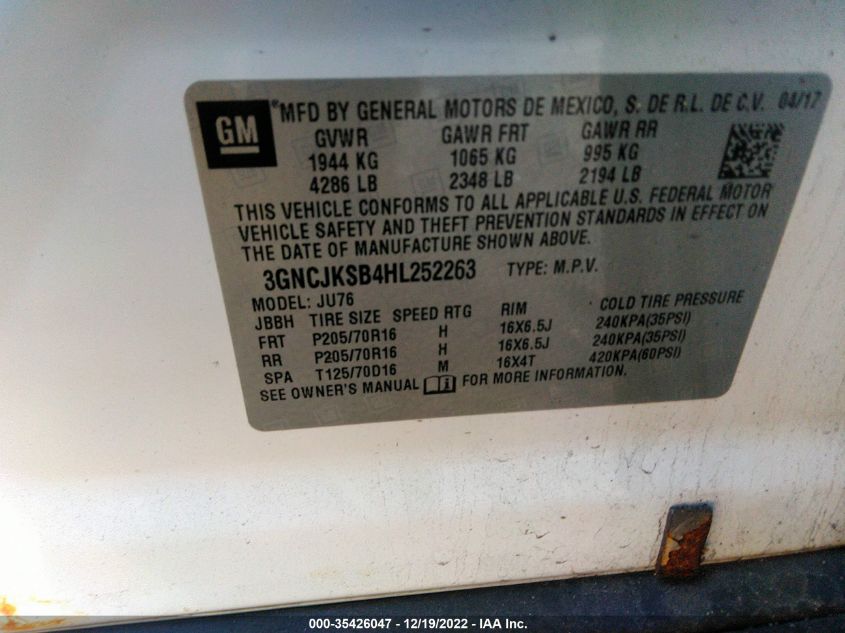 GM
®MFD BY GENERAL MOTORS DE MEXICO, S. DE R.L. DE C.V. 04/17
GVWR GAWR FRT GAWR RR
1944 KG 1065 KG 995 KG
4286 LB 2348 LB 2194 LB
THIS VEHICLE CONFORMS TO ALL APPLICABLE U.S. FEDERAL MOTOR
VEHICLE SAFETY AND THEFT PREVENTION STANDARDS IN EFFECT ON
THE DATE OF MANUFACTURE SHOWN ABOVE.
3GNCJKSB4HL252263 TYPE: M.P.V.
MODEL: JU76
JBBH TIRE SIZE SPEED RTG RIM COLD TIRE PRESSURE
FRT P205/70R16 H 16X6.5J 240KPA(35PSI)
RR P205/70R16 H 16X6.5J 240KPA(35PSI)
SPA T125/70D16 M 16X4T 420KPA(60PSI)
SEE OWNER'S MANUAL FOR MORE INFORMATION.
000-35426047 - 12/19/2022 - IAA Inc.